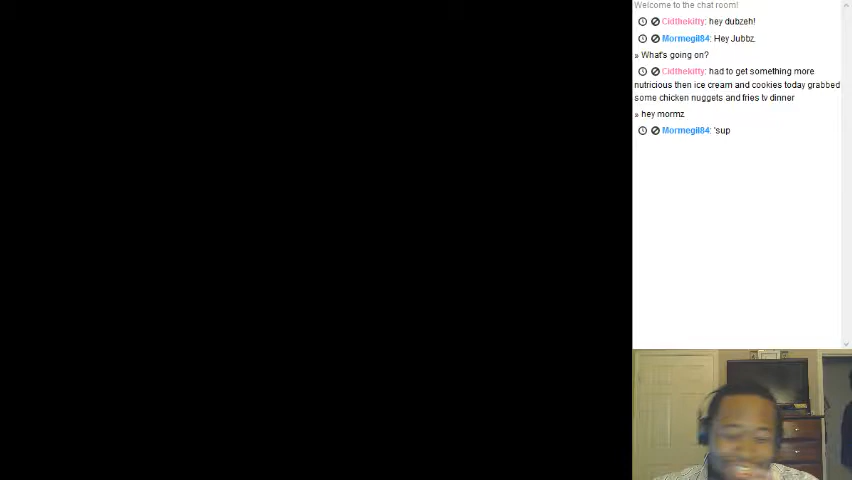 Welcome to the chat room!
Cidthekitty: hey dubzeh!
Mormegil84: Hey Jubbz.
» What's going on?
Cidthekitty: had to get something more
nutricious then ice cream and cookies today grabbed
some chicken nuggets and fries tv dinner
» hey mormz
Mormegil84: 'sup